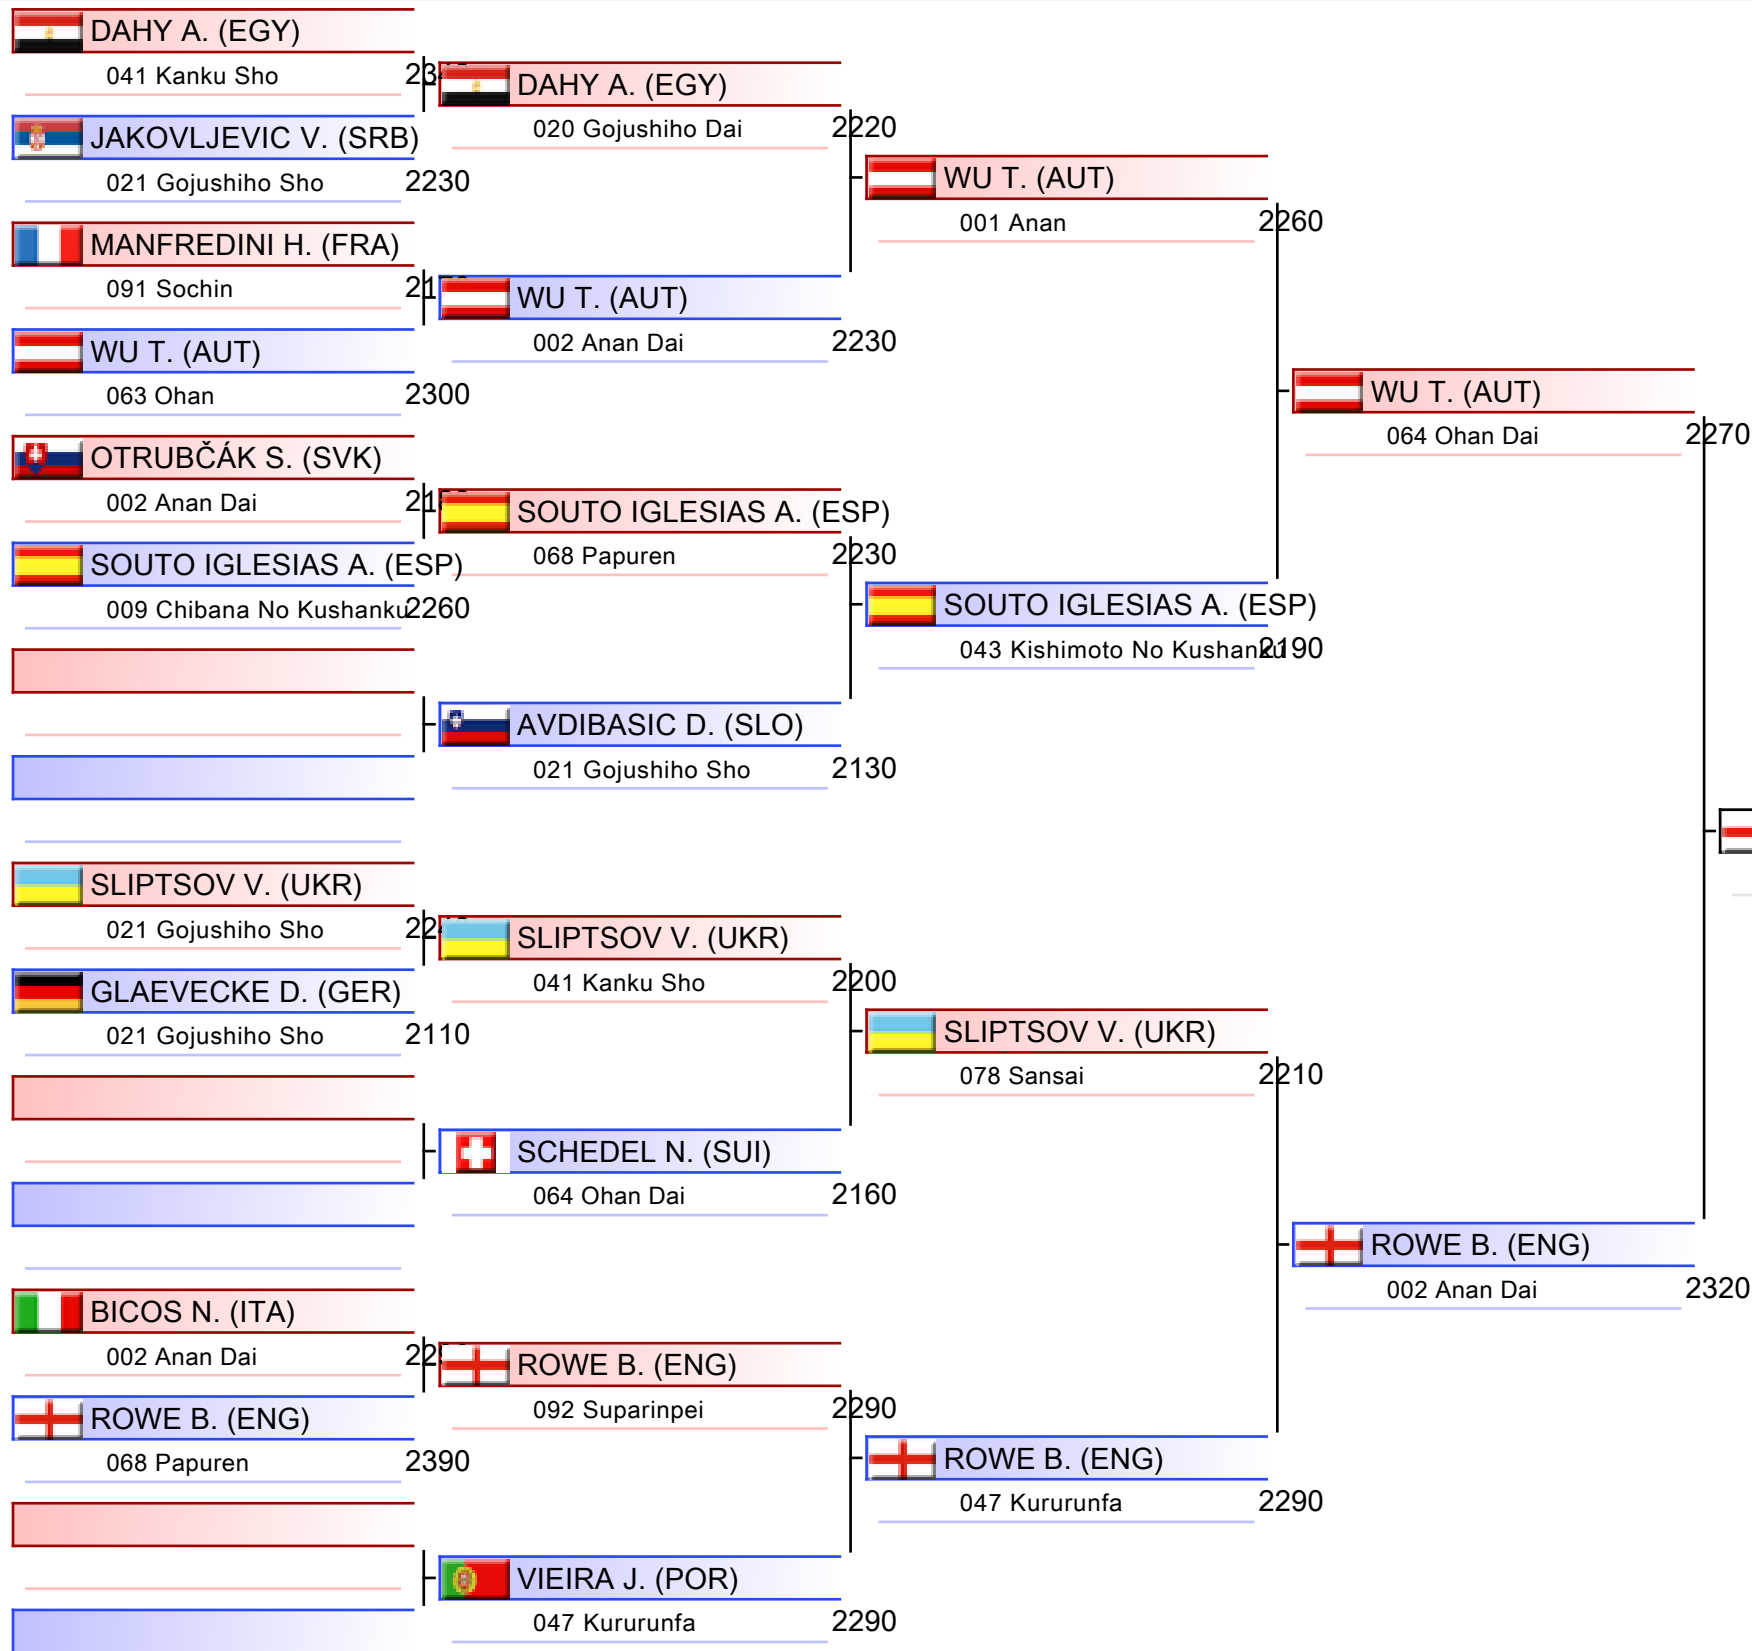 DAHY A. (EGY)
041 Kanku Sho
JAKOVLJEVIC V. (SRB)
021 Gojushiho Sho 2230
MANFREDINI H. (FRA)
091 Sochin
WU T. (AUT)
063 Ohan 2300
OTRUBČÁK S. (SVK)
002 Anan Dai
SOUTO IGLESIAS A. (ESP)
009 Chibana No Kushanku 2260
SLIPTSOV V. (UKR)
021 Gojushiho Sho
GLAEVECKE D. (GER)
021 Gojushiho Sho 2110
BICOS N. (ITA)
002 Anan Dai
ROWE B. (ENG)
068 Papuren 2390
DAHY A. (EGY)
020 Gojushiho Dai 2220
WU T. (AUT)
002 Anan Dai 2230
SOUTO IGLESIAS A. (ESP)
068 Papuren 2230
AVDIBASIC D. (SLO)
021 Gojushiho Sho 2130
SLIPTSOV V. (UKR)
041 Kanku Sho 2200
SCHEDEL N. (SUI)
064 Ohan Dai 2160
ROWE B. (ENG)
092 Suparinpei 2290
VIEIRA J. (POR)
047 Kururunfa 2290
WU T. (AUT)
001 Anan 2260
SOUTO IGLESIAS A. (ESP)
043 Kishimoto No Kushanku 2190
SLIPTSOV V. (UKR)
078 Sansai 2210
ROWE B. (ENG)
047 Kururunfa 2290
WU T. (AUT)
064 Ohan Dai 2270
ROWE B. (ENG)
002 Anan Dai 2320